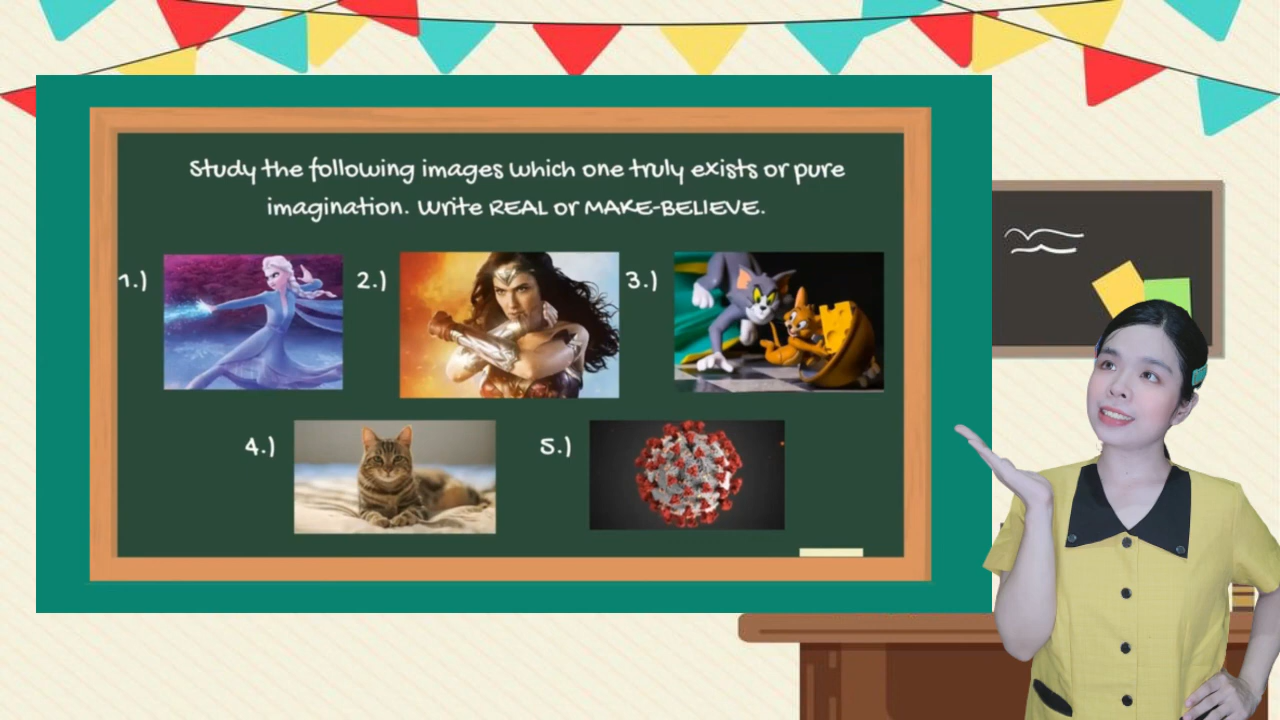 Study the following images which one truly exists or pure
imagination. Write REAL or MAKE-BELIEVE.
1.) 2.) 3.)
4.) 5.)